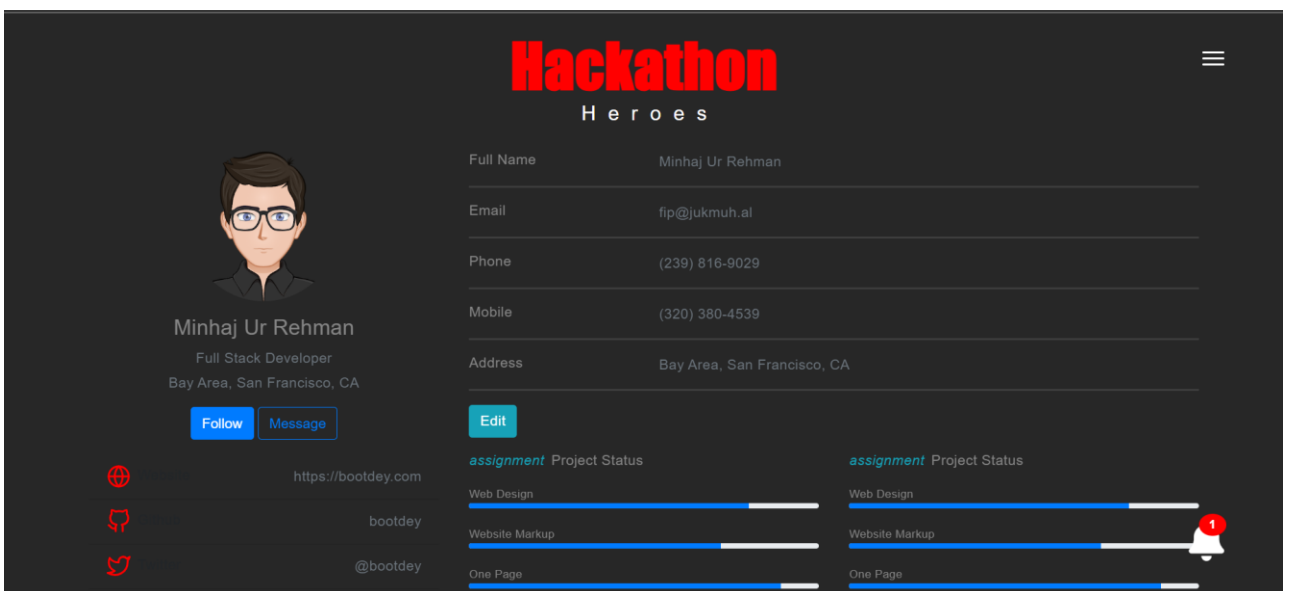 Hackathon
Heroes
Minhaj Ur Rehman
Full Stack Developer
Bay Area, San Francisco, CA
Follow Message
https://bootdey.com
bootdey
@bootdey
Full Name Minhaj Ur Rehman
Email fip@jukmuh.al
Phone (239) 816-9029
Mobile (320) 380-4539
Address Bay Area, San Francisco, CA
Edit
assignment Project Status
Web Design
Website Markup
One Page
assignment Project Status
Web Design
Website Markup
One Page
1